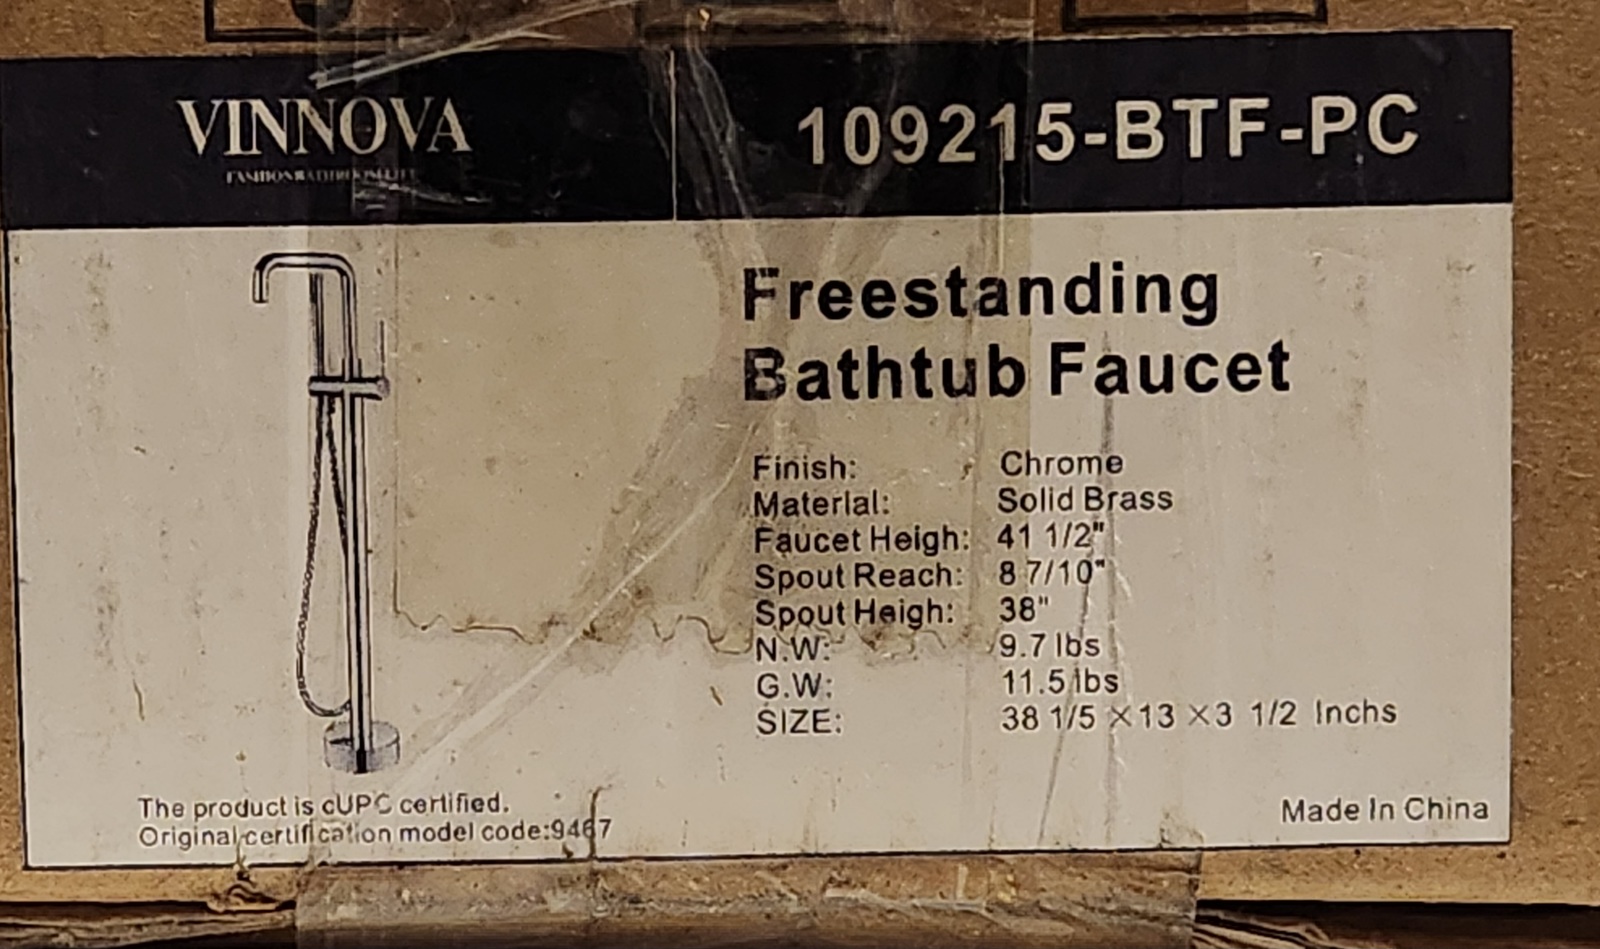 VINNOVA
109215-BTF-PC
Freestanding
Bathtub Faucet
Finish: Chrome
Material: Solid Brass
Faucet Heigh: 41 1/2"
Spout Reach: 8 7/10"
Spout Heigh: 38"
N.W: 9.7 lbs
G.W: 11.5 lbs
SIZE: 38 1/5 ×13 ×3 1/2 Inchs
The product is cUPC certified.
Original certification model code:9467
Made In China